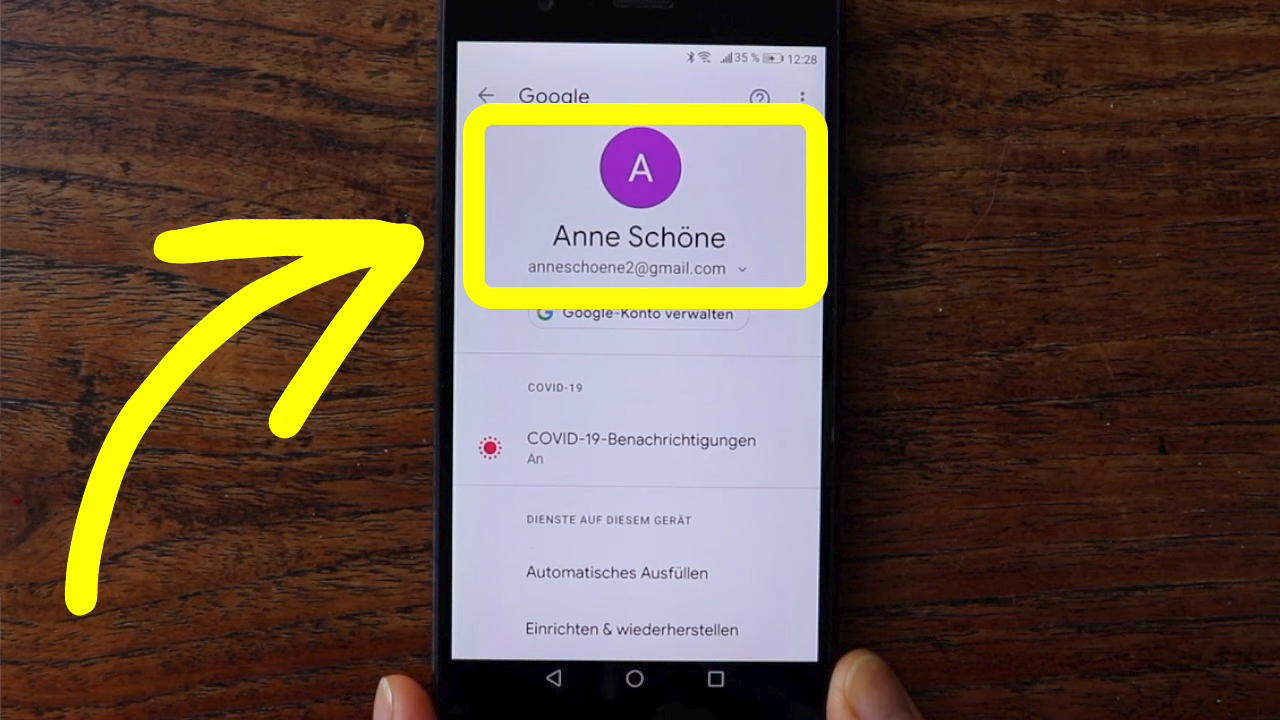 35 % 12:28
Google
A
Anne Schöne
anneschoene2@gmail.com
Google-Konto verwalten
COVID-19
COVID-19-Benachrichtigungen
An
DIENSTE AUF DIESEM GERÄT
Automatisches Ausfüllen
Einrichten & wiederherstellen